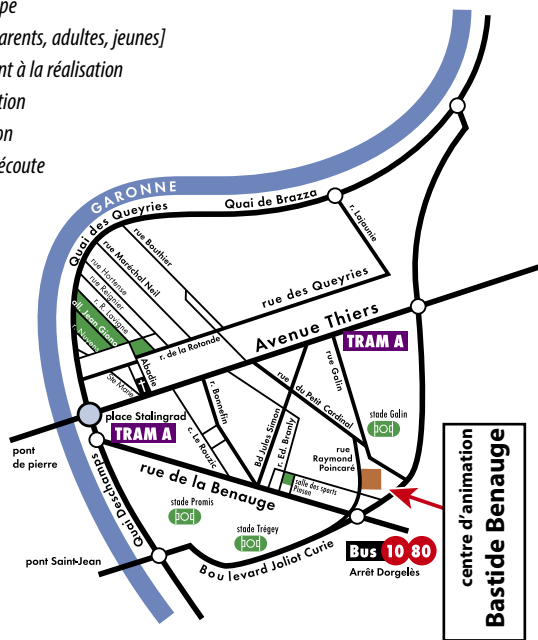 pe
arents, adultes, jeunes]
nt à la réalisation
tion
on
écoute
GARONNE
Quai des Queyries
Quai de Brazza
r. Lajaunie
rue Bouthier
rue Maréchal Neil
rue Hortense
rue Reignier
r. R. Lavigne
all. Jean Giono
r. Nuyens
rue des Queyries
Avenue Thiers
r. de la Rotonde
Abadie
Ste Marie
TRAM A
rue Galin
rue du Petit Cardinal
stade Galin
place Stalingrad
TRAM A
r. Bonnefin
c. Le Rouzic
Bd Jules Simon
r. Ed. Branly
pont
de pierre
rue
Raymond
Poincaré
salle des sports
Pinson
rue de la Benauge
Quai Deschamps
stade Promis
stade Trégey
pont Saint-Jean
Boulevard Joliot Curie
Bus 10 80
Arrêt Dorgelès
centre d'animation
Bastide Benauge